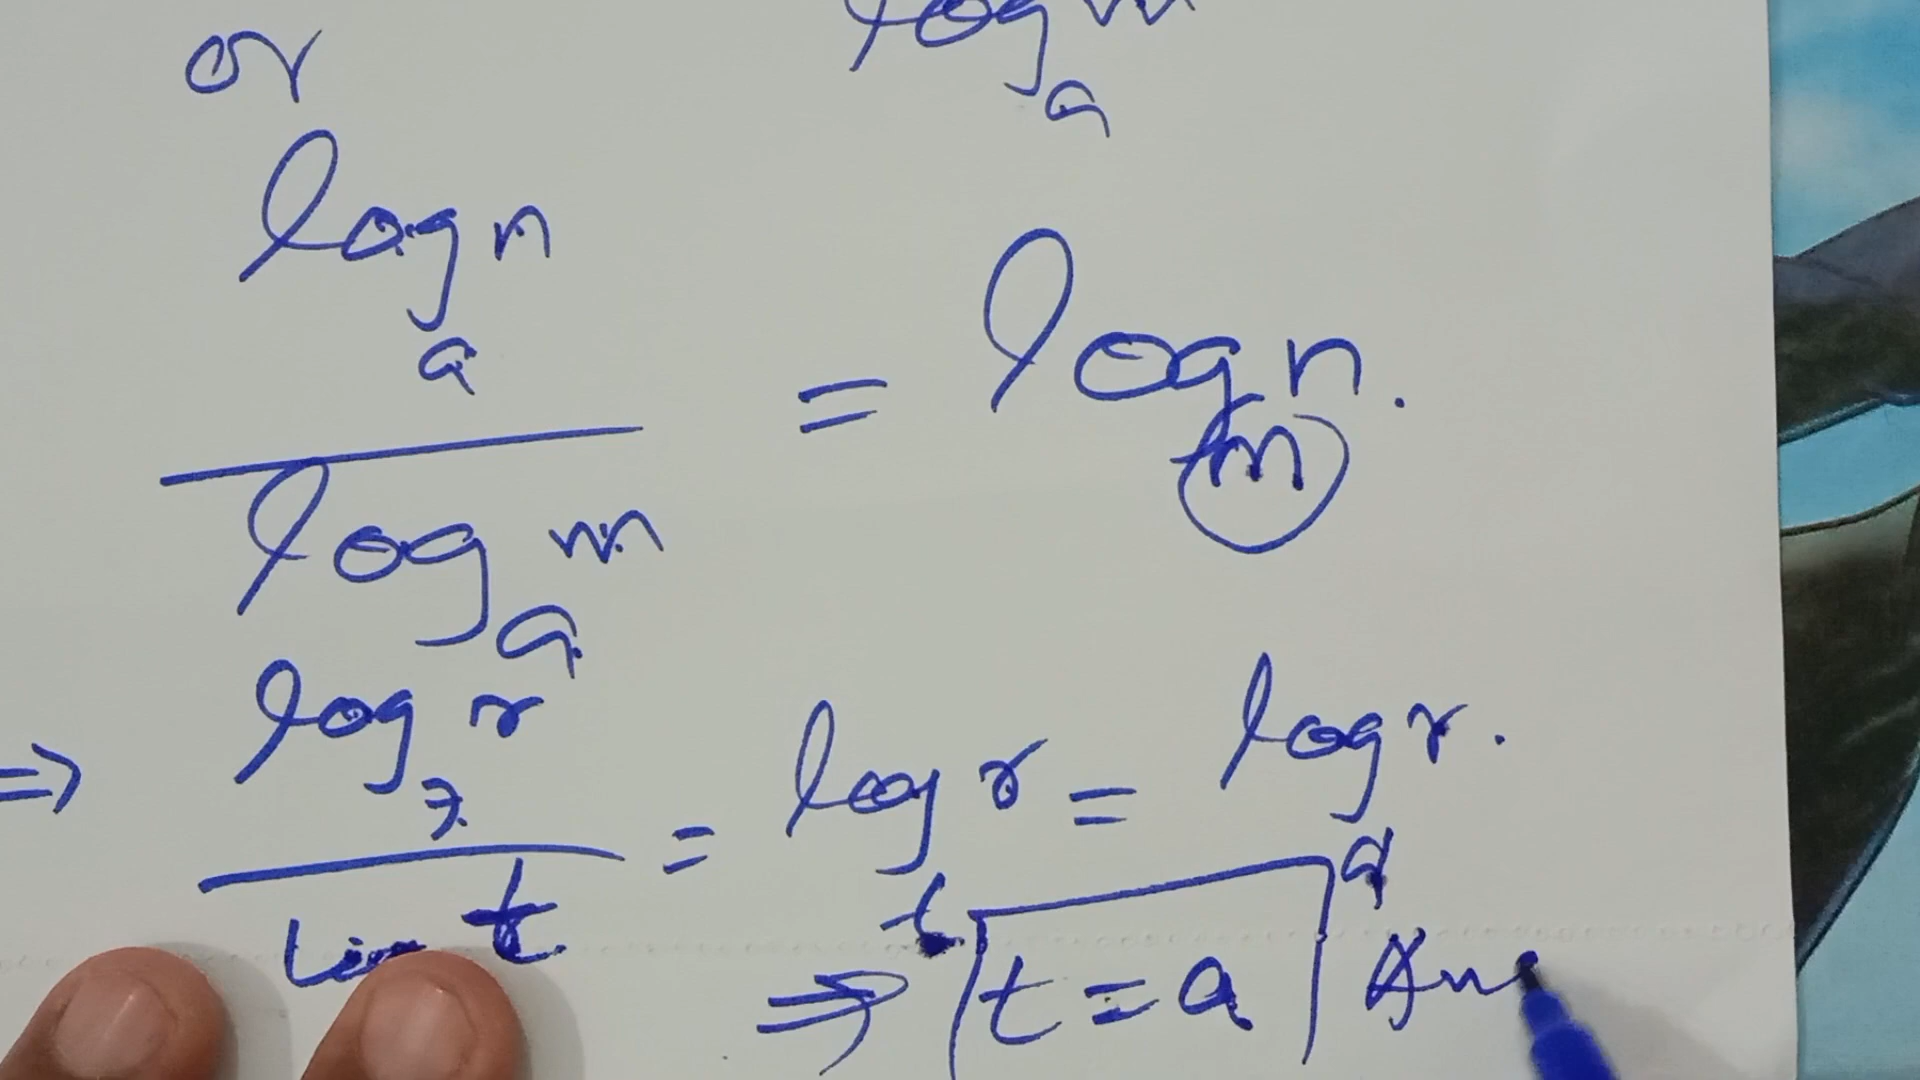 or
log m
a
log n
a
= log n.
m
log m
a
=> log r
z
t
= log r = log r.
t a
=> t = a Ans